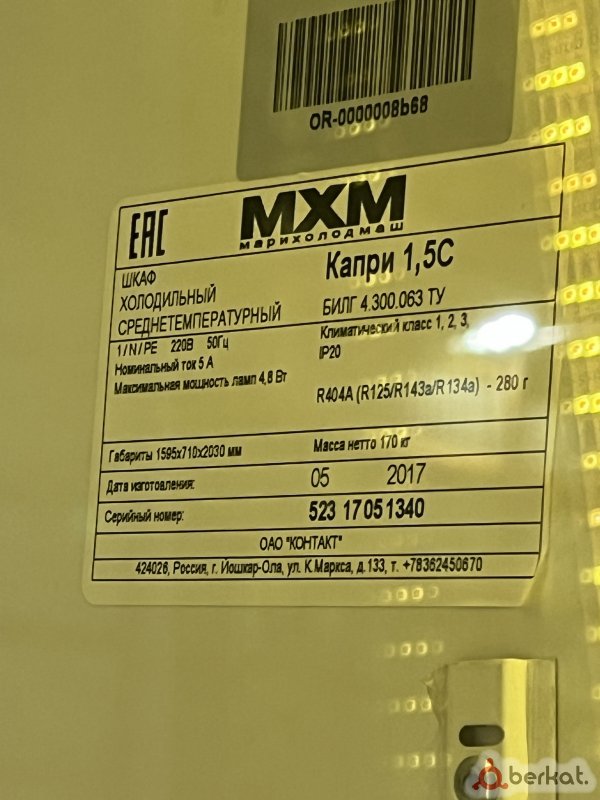 OR-0000008b68
EAC
МХМ
марихолодмаш
ШКАФ
ХОЛОДИЛЬНЫЙ
СРЕДНЕТЕМПЕРАТУРНЫЙ
Капри 1,5С
БИЛГ 4.300.063 ТУ
1/N/PE 220В 50Гц
Номинальный ток 5 А
Максимальная мощность ламп 4,8 Вт
Климатический класс 1, 2, 3,
IP20
R404A (R125/R143a/R134a) - 280 г
Габариты 1595х710х2030 мм
Масса нетто 170 кг
Дата изготовления: 05 2017
Серийный номер: 523 17051340
ОАО "КОНТАКТ"
424026, Россия, г. Йошкар-Ола, ул. К.Маркса, д.133, т. +78362450670
berkat.